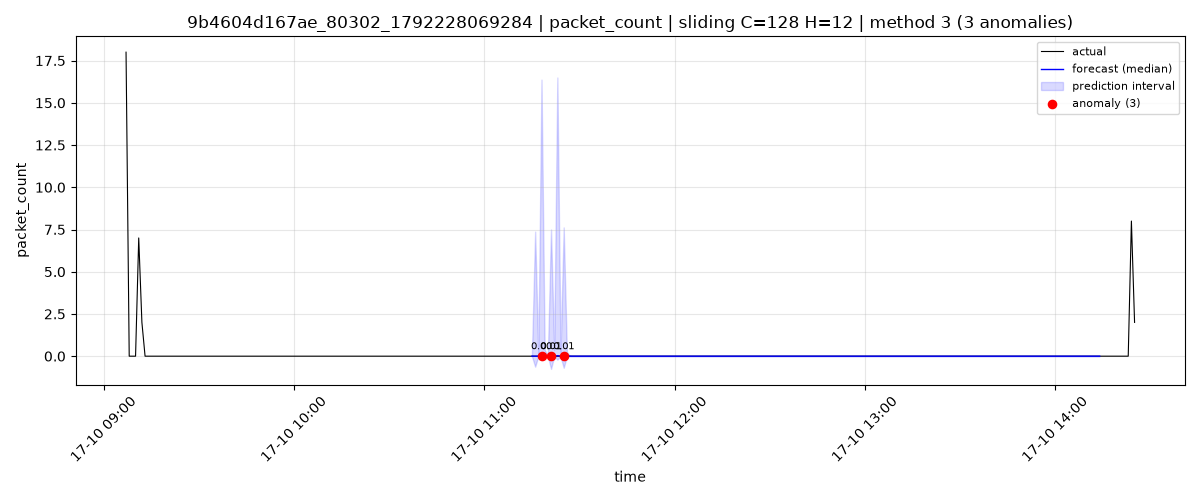 9b4604d167ae_80302_1792228069284 | packet_count | sliding C=128 H=12 | method 3 (3 anomalies)
actual
forecast (median)
prediction interval
anomaly (3)
packet_count
17.5
15.0
12.5
10.0
7.5
5.0
2.5
0.0
17-10 09:00
17-10 10:00
17-10 11:00
17-10 12:00
17-10 13:00
17-10 14:00
time